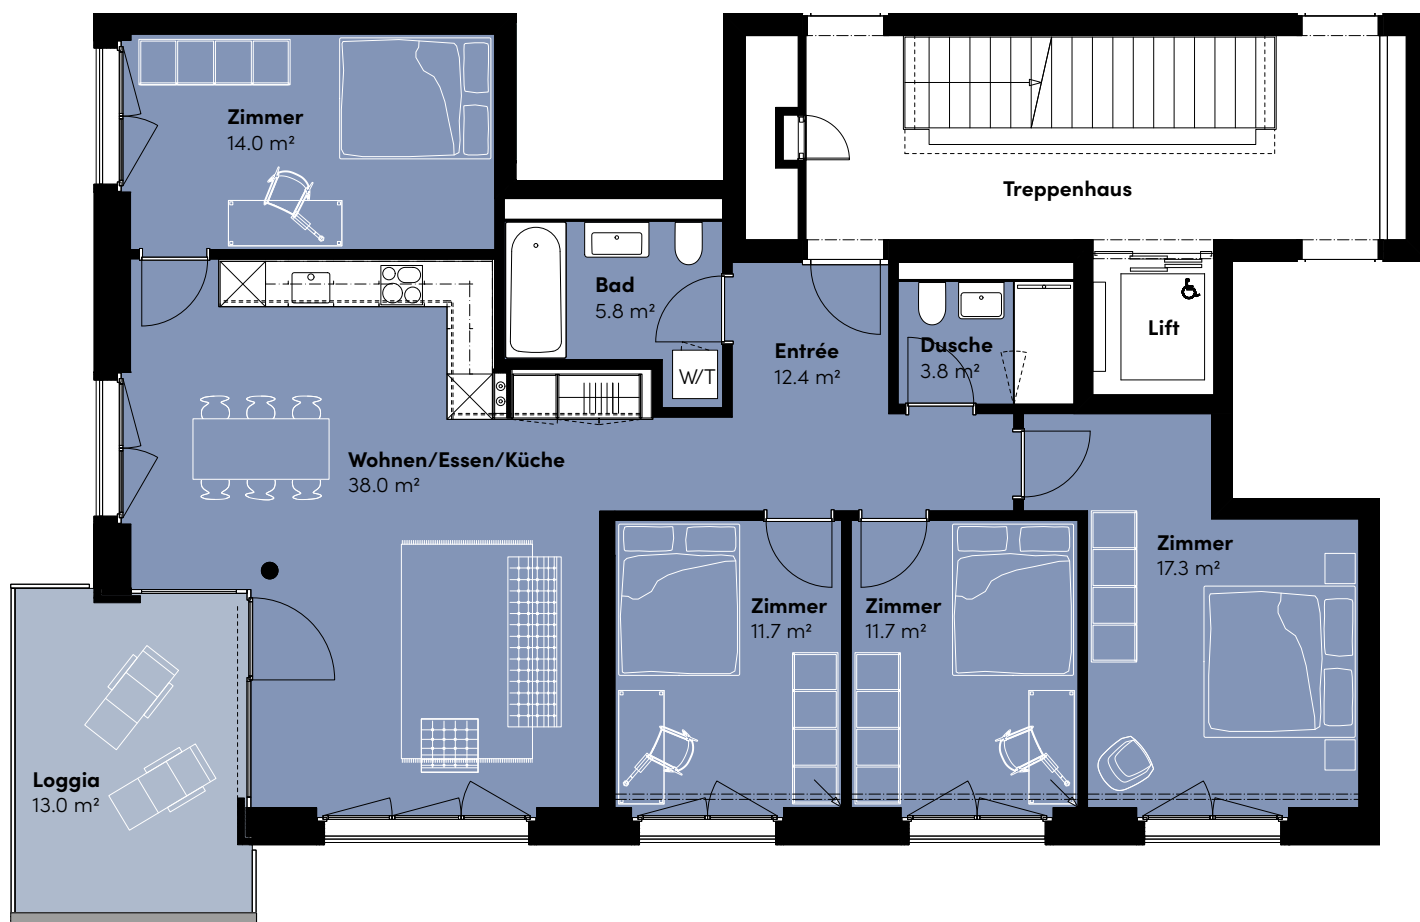 Zimmer
14.0 m²
Treppenhaus
Bad
5.8 m²
Lift
Entrée
12.4 m²
Dusche
3.8 m²
W/T
Wohnen/Essen/Küche
38.0 m²
Zimmer
17.3 m²
Zimmer
11.7 m²
Zimmer
11.7 m²
Loggia
13.0 m²